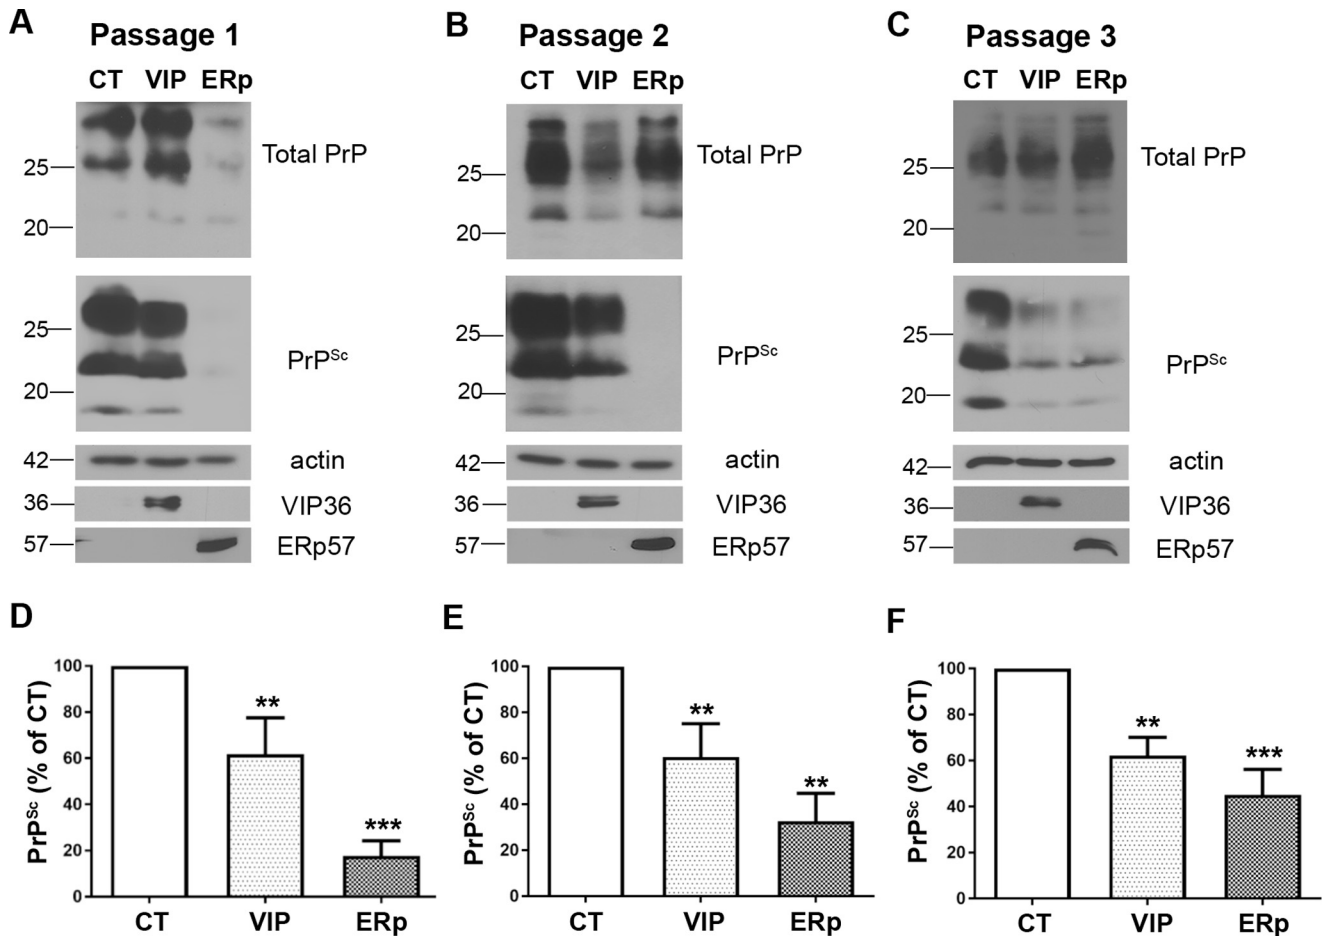 A
Passage 1
CT VIP ERp
25
Total PrP
20
25
PrPSc
20
42
actin
36
VIP36
57
ERp57
B
Passage 2
CT VIP ERp
25
Total PrP
20
25
PrPSc
20
42
actin
36
VIP36
57
ERp57
C
Passage 3
CT VIP ERp
25
Total PrP
20
25
PrPSc
20
42
actin
36
VIP36
57
ERp57
D
PrPSc (% of CT)
100
80
60
40
20
0
**
***
CT VIP ERp
E
PrPSc (% of CT)
100
80
60
40
20
0
**
**
CT VIP ERp
F
PrPSc (% of CT)
100
80
60
40
20
0
**
***
CT VIP ERp